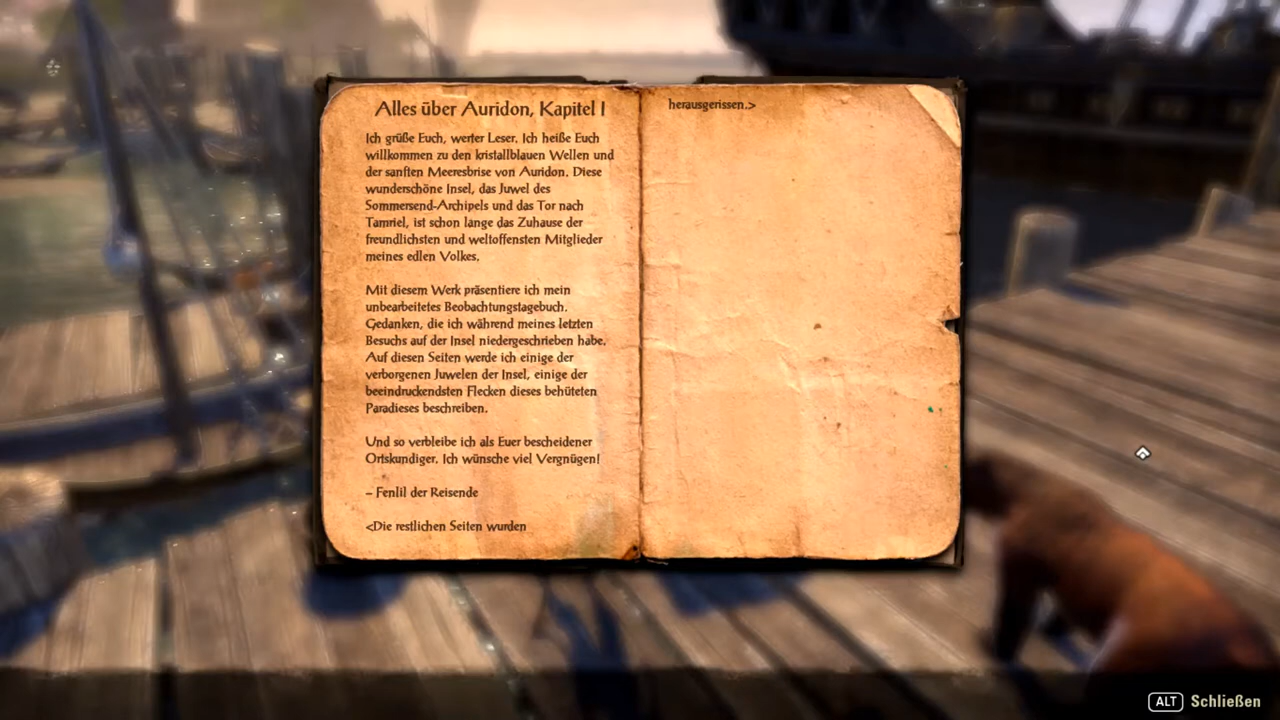 Alles über Auridon, Kapitel I
Ich grüße Euch, werter Leser. Ich heiße Euch
willkommen zu den kristallblauen Wellen und
der sanften Meeresbrise von Auridon. Diese
wunderschöne Insel, das Juwel des
Sommersend-Archipels und das Tor nach
Tamriel, ist schon lange das Zuhause der
freundlichsten und weltoffensten Mitglieder
meines edlen Volkes.
Mit diesem Werk präsentiere ich mein
unbearbeitetes Beobachtungstagebuch.
Gedanken, die ich während meines letzten
Besuchs auf der Insel niedergeschrieben habe.
Auf diesen Seiten werde ich einige der
verborgenen Juwelen der Insel, einige der
beeindruckendsten Flecken dieses behüteten
Paradieses beschreiben.
Und so verbleibe ich als Euer bescheidener
Ortskundiger. Ich wünsche viel Vergnügen!
– Fenlil der Reisende
<Die restlichen Seiten wurden
herausgerissen.>
ALT Schließen